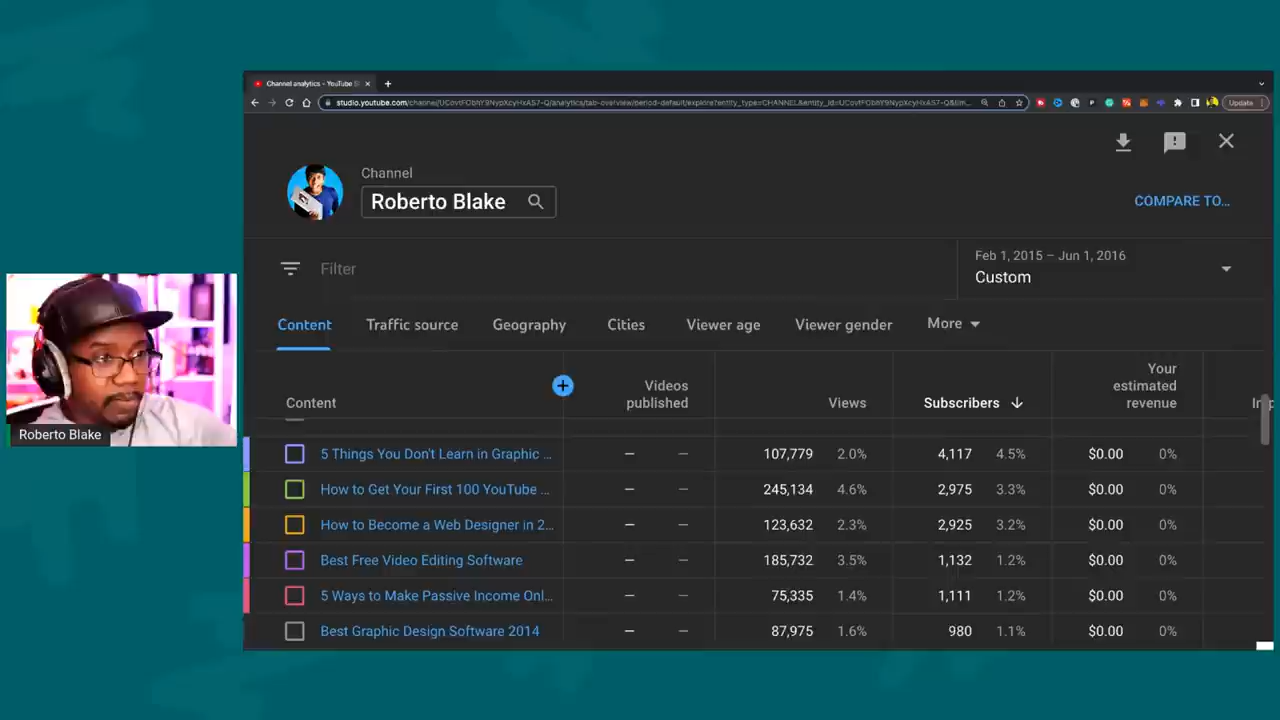 Channel analytics - YouTube S
studio.youtube.com/channel/UCovtFObhY9NypXcyHxAS7-Q/analytics/tab-overview/period-default/explore?entity_type=CHANNEL&entity_id=UCovtFObhY9NypXcyHxAS7-Q&lim...
Update
Channel
Roberto Blake
COMPARE TO...
Filter
Feb 1, 2015 – Jun 1, 2016
Custom
Content Traffic source Geography Cities Viewer age Viewer gender More
Content Videos published Views Subscribers Your estimated revenue
5 Things You Don't Learn in Graphic ... – – 107,779 2.0% 4,117 4.5% $0.00 0%
How to Get Your First 100 YouTube ... – – 245,134 4.6% 2,975 3.3% $0.00 0%
How to Become a Web Designer in 2... – – 123,632 2.3% 2,925 3.2% $0.00 0%
Best Free Video Editing Software – – 185,732 3.5% 1,132 1.2% $0.00 0%
5 Ways to Make Passive Income Onl... – – 75,335 1.4% 1,111 1.2% $0.00 0%
Best Graphic Design Software 2014 – – 87,975 1.6% 980 1.1% $0.00 0%
Roberto Blake